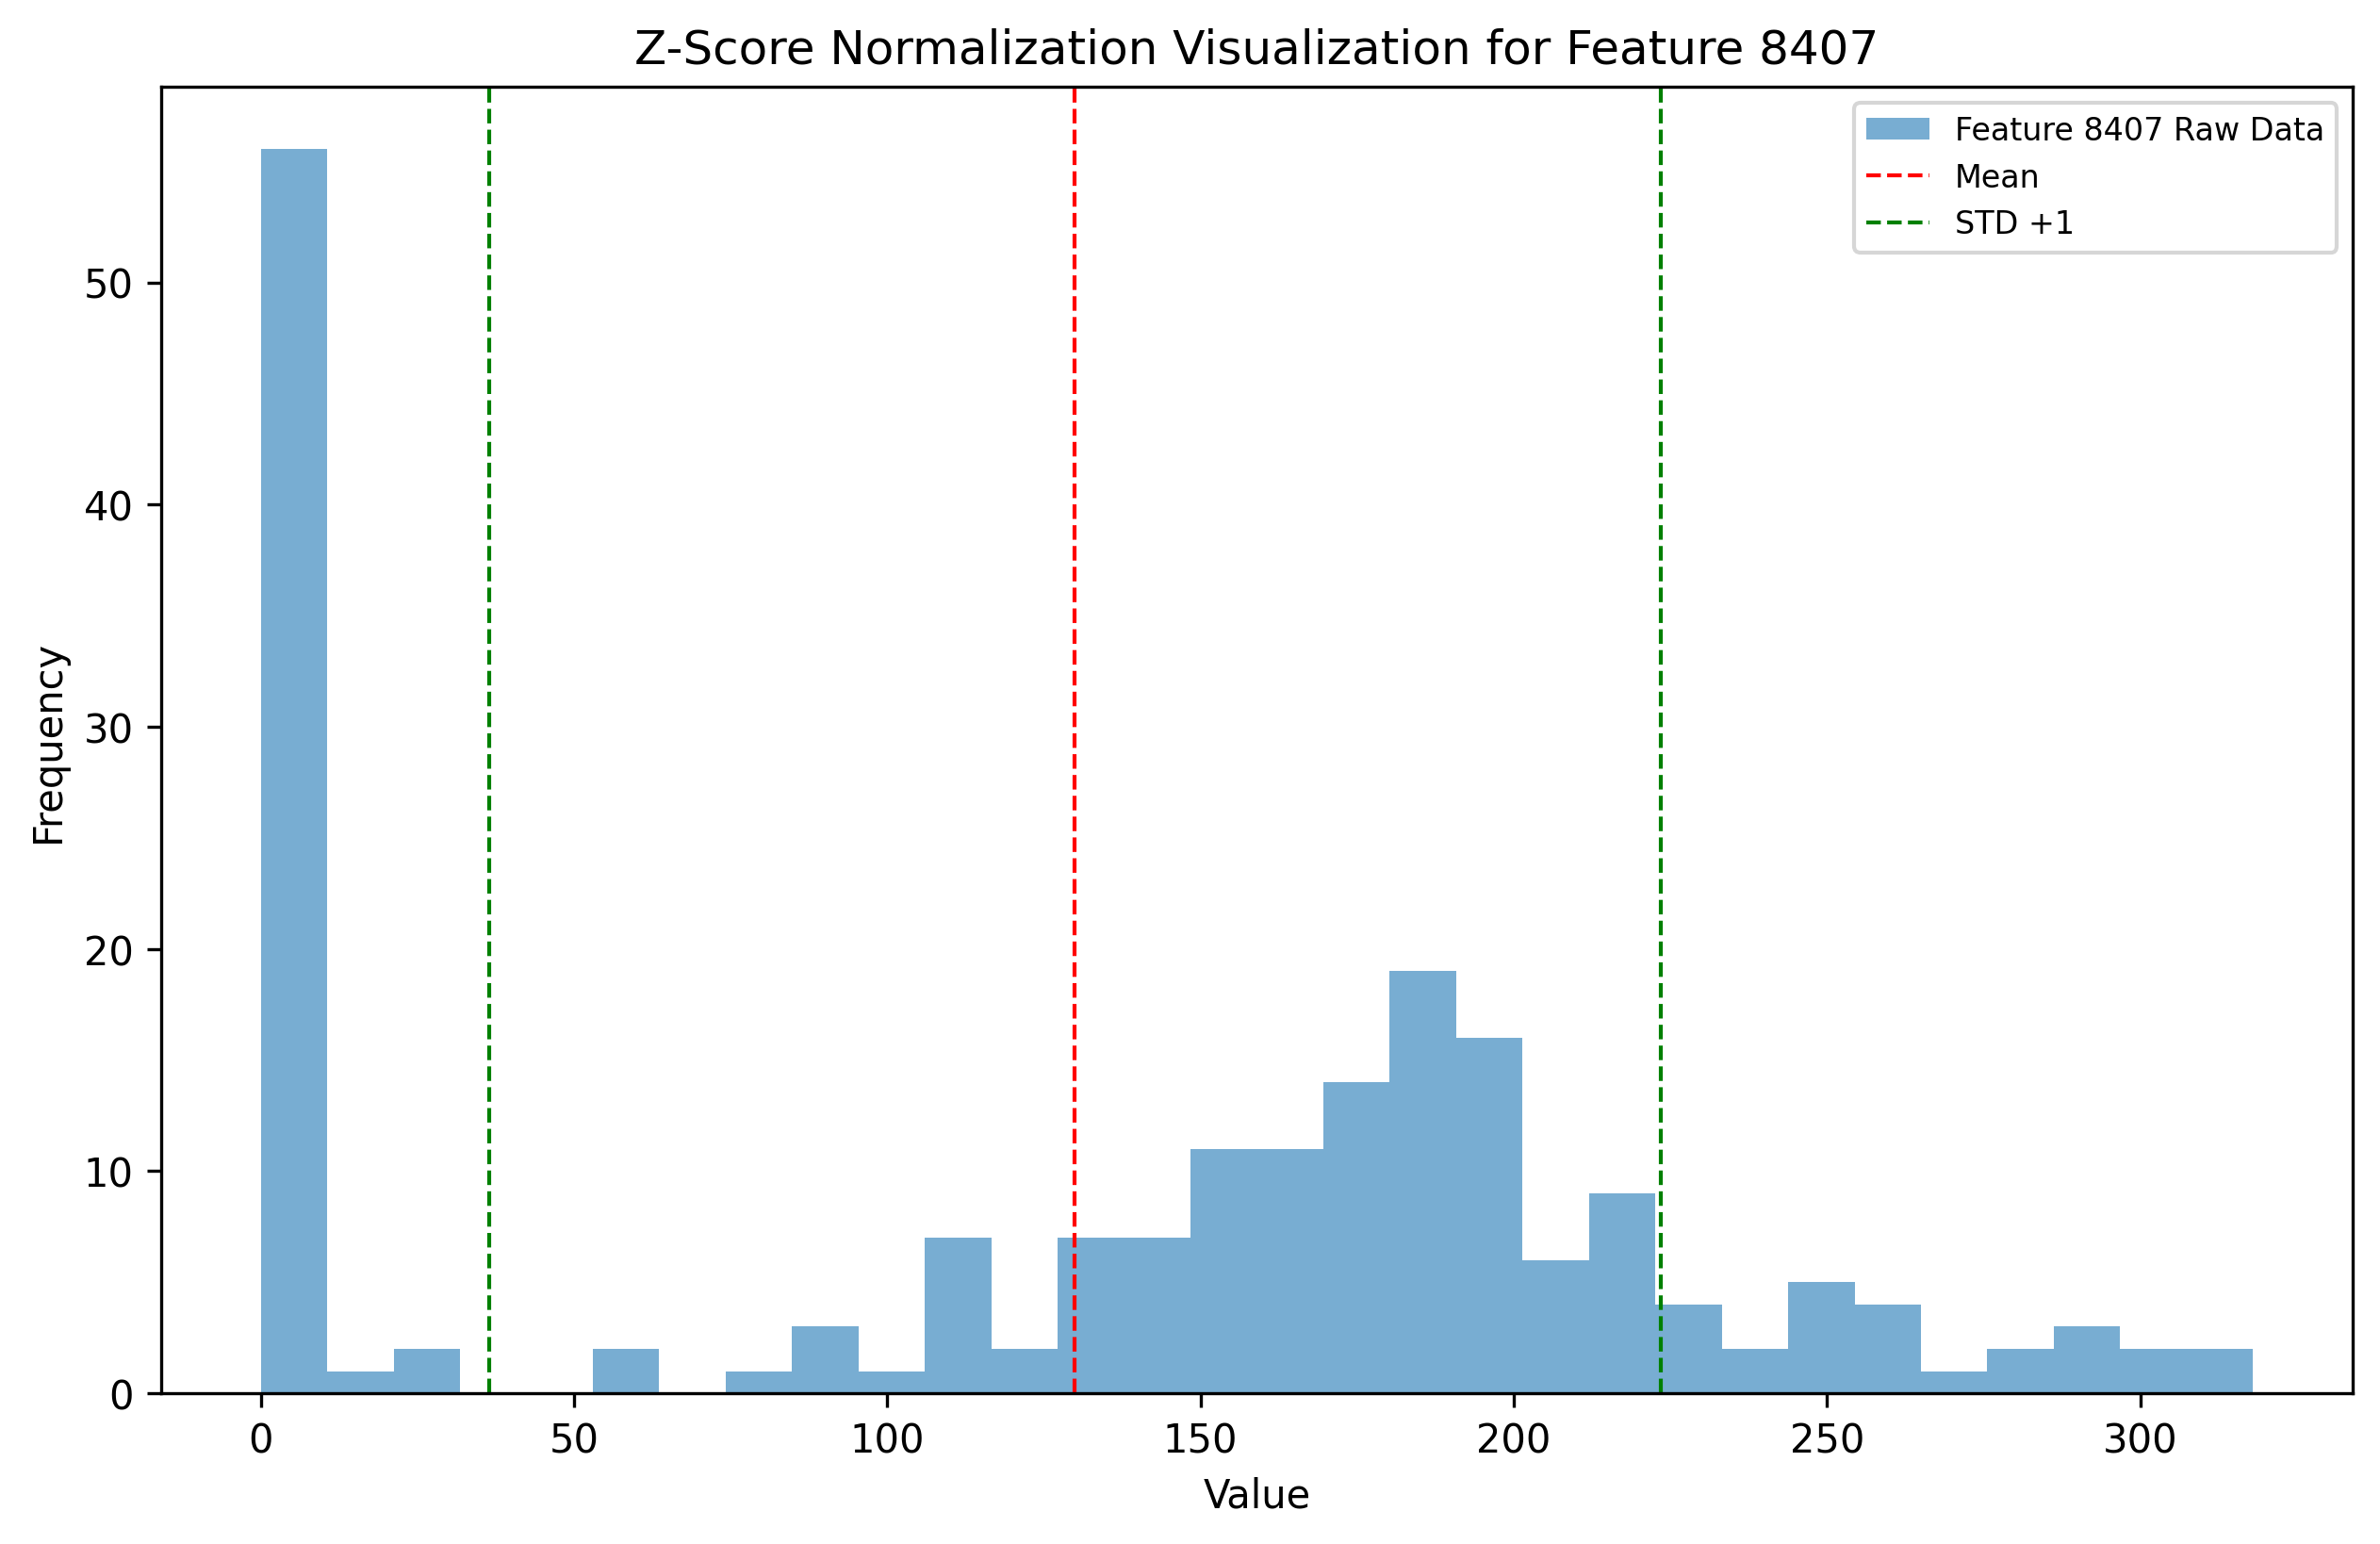 Z-Score Normalization Visualization for Feature 8407
Feature 8407 Raw Data
Mean
STD +1
50
40
30
20
10
0
Frequency
0 50 100 150 200 250 300
Value